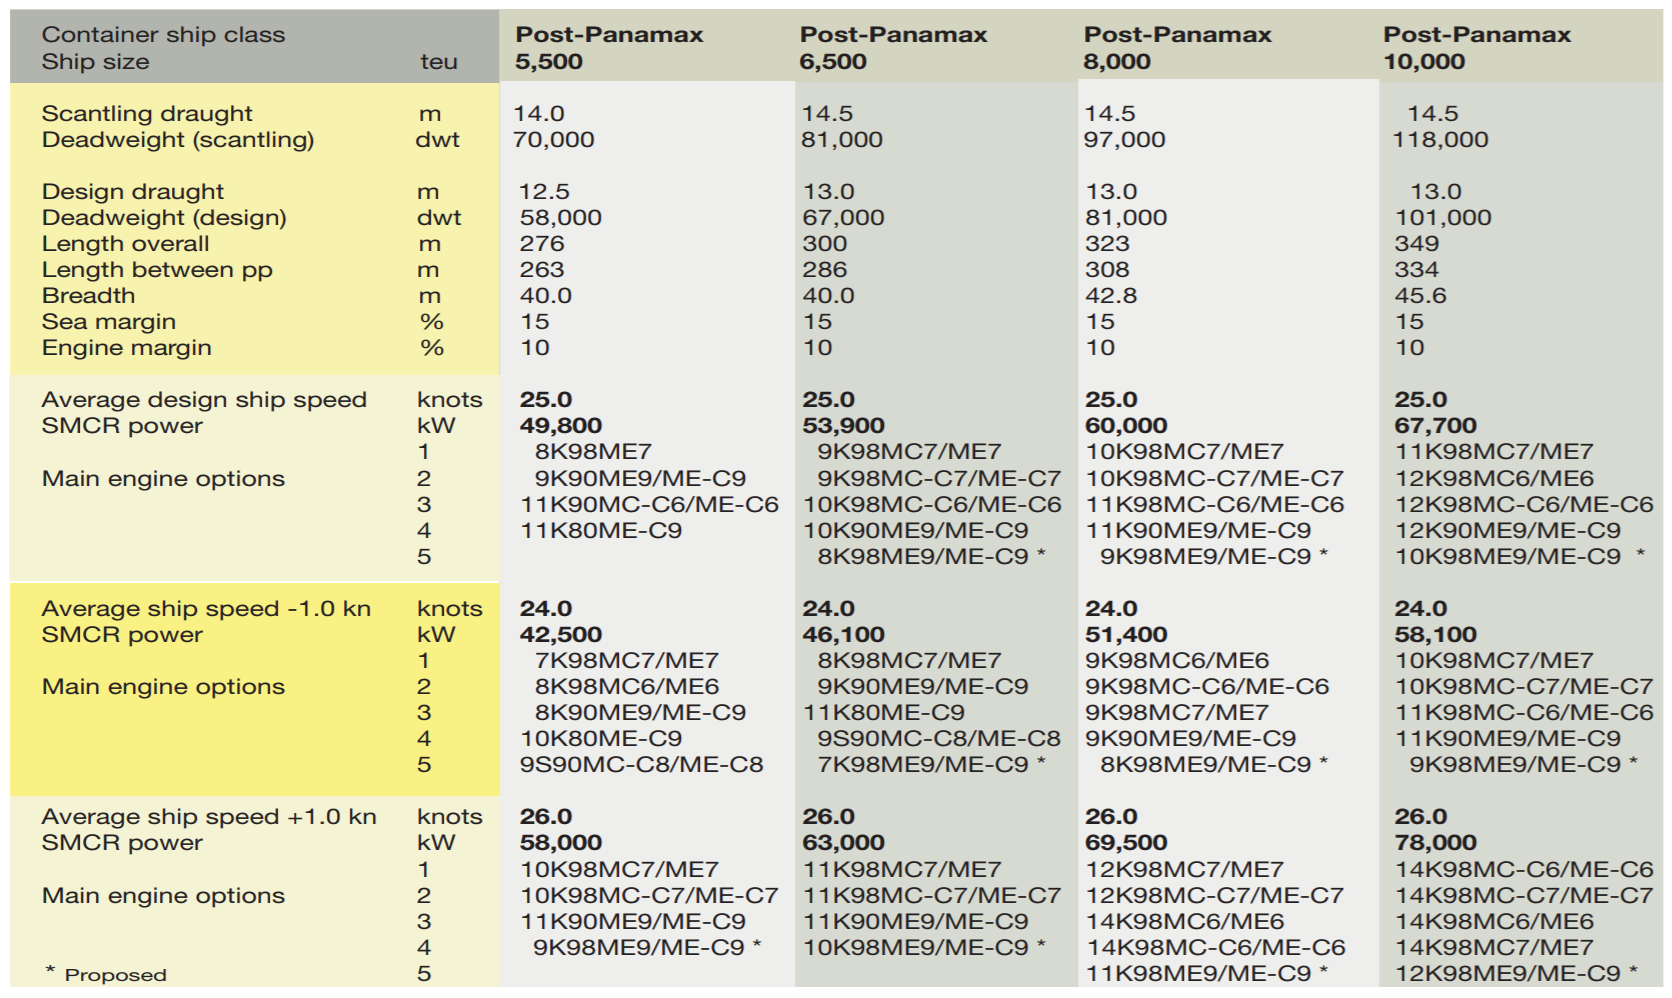 Container ship class Post-Panamax Post-Panamax Post-Panamax Post-Panamax
Ship size teu 5,500 6,500 8,000 10,000
Scantling draught m 14.0 14.5 14.5 14.5
Deadweight (scantling) dwt 70,000 81,000 97,000 118,000
Design draught m 12.5 13.0 13.0 13.0
Deadweight (design) dwt 58,000 67,000 81,000 101,000
Length overall m 276 300 323 349
Length between pp m 263 286 308 334
Breadth m 40.0 40.0 42.8 45.6
Sea margin % 15 15 15 15
Engine margin % 10 10 10 10
Average design ship speed knots 25.0 25.0 25.0 25.0
SMCR power kW 49,800 53,900 60,000 67,700
1 8K98ME7 9K98MC7/ME7 10K98MC7/ME7 11K98MC7/ME7
Main engine options 2 9K90ME9/ME-C9 9K98MC-C7/ME-C7 10K98MC-C7/ME-C7 12K98MC6/ME6
3 11K90MC-C6/ME-C6 10K98MC-C6/ME-C6 11K98MC-C6/ME-C6 12K98MC-C6/ME-C6
4 11K80ME-C9 10K90ME9/ME-C9 11K90ME9/ME-C9 12K90ME9/ME-C9
5 8K98ME9/ME-C9 * 9K98ME9/ME-C9 * 10K98ME9/ME-C9 *
Average ship speed -1.0 kn knots 24.0 24.0 24.0 24.0
SMCR power kW 42,500 46,100 51,400 58,100
1 7K98MC7/ME7 8K98MC7/ME7 9K98MC6/ME6 10K98MC7/ME7
Main engine options 2 8K98MC6/ME6 9K90ME9/ME-C9 9K98MC-C6/ME-C6 10K98MC-C7/ME-C7
3 8K90ME9/ME-C9 11K80ME-C9 9K98MC7/ME7 11K98MC-C6/ME-C6
4 10K80ME-C9 9S90MC-C8/ME-C8 9K90ME9/ME-C9 11K90ME9/ME-C9
5 9S90MC-C8/ME-C8 7K98ME9/ME-C9 * 8K98ME9/ME-C9 * 9K98ME9/ME-C9 *
Average ship speed +1.0 kn knots 26.0 26.0 26.0 26.0
SMCR power kW 58,000 63,000 69,500 78,000
1 10K98MC7/ME7 11K98MC7/ME7 12K98MC7/ME7 14K98MC-C6/ME-C6
Main engine options 2 10K98MC-C7/ME-C7 11K98MC-C7/ME-C7 12K98MC-C7/ME-C7 14K98MC-C7/ME-C7
3 11K90ME9/ME-C9 11K90ME9/ME-C9 14K98MC6/ME6 14K98MC6/ME6
4 9K98ME9/ME-C9 * 10K98ME9/ME-C9 * 14K98MC-C6/ME-C6 14K98MC7/ME7
* Proposed 5 11K98ME9/ME-C9 * 12K98ME9/ME-C9 *